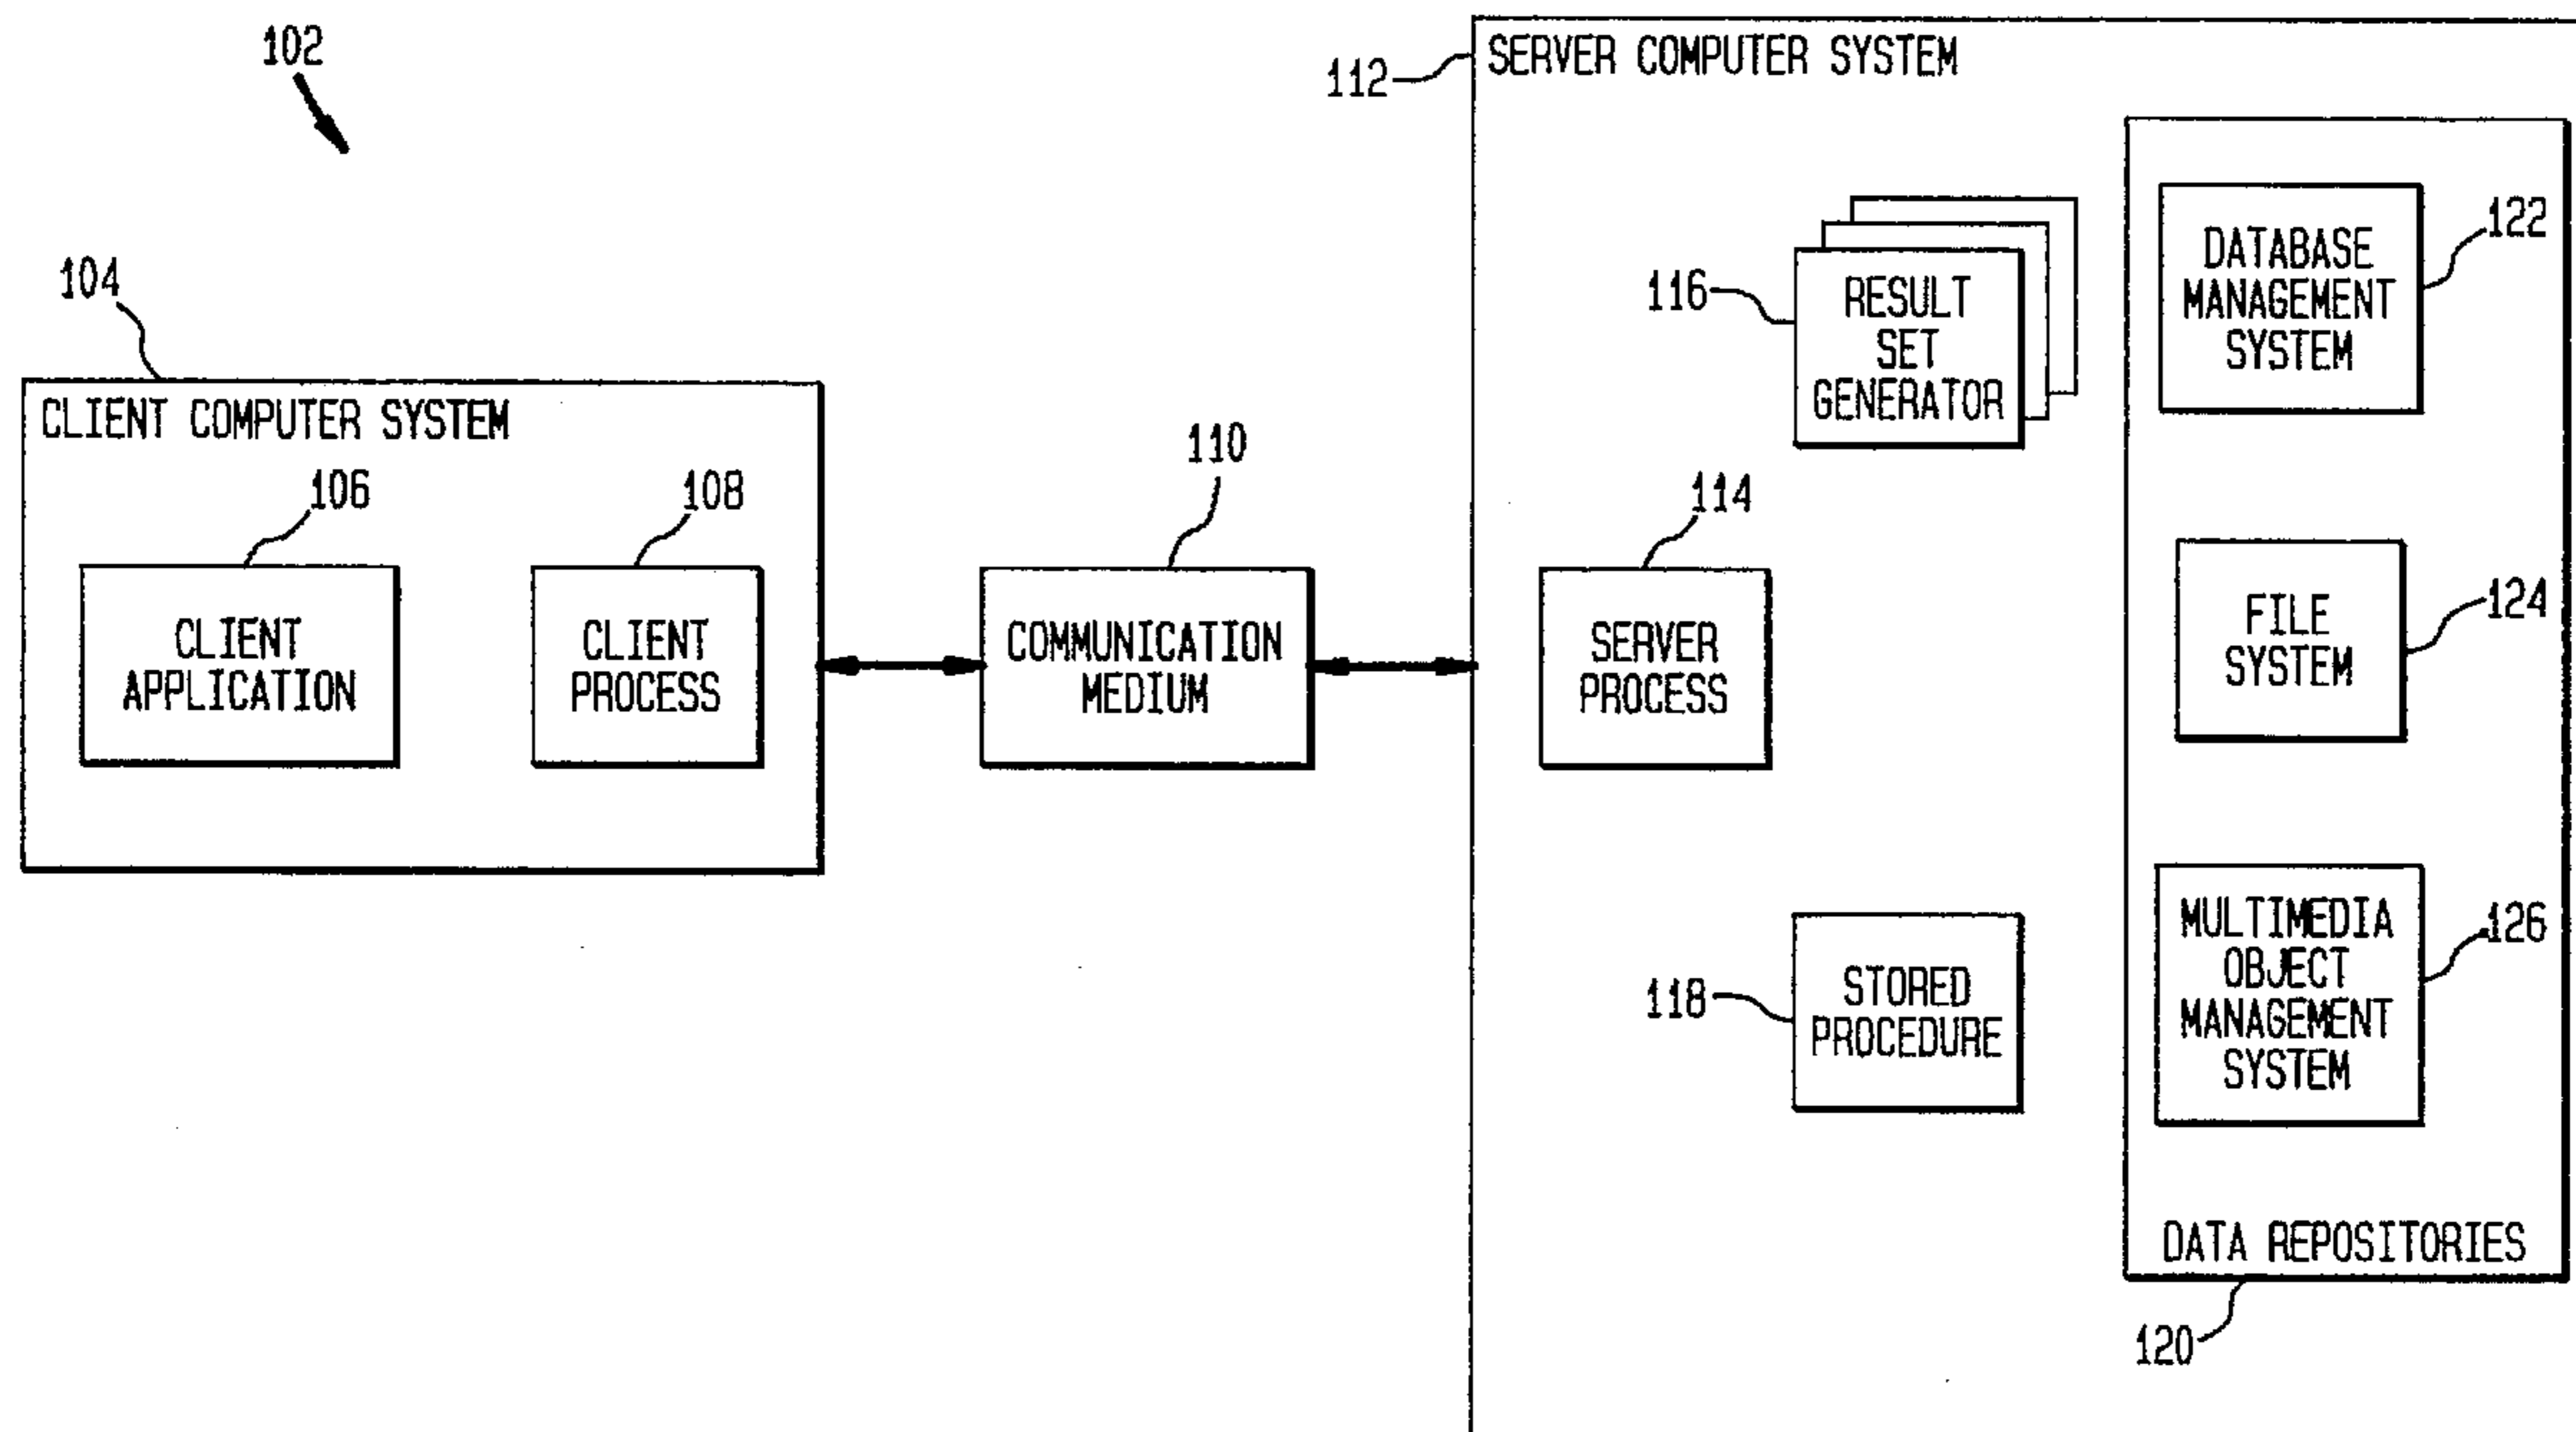 102
112
SERVER COMPUTER SYSTEM
104
CLIENT COMPUTER SYSTEM
106
CLIENT
APPLICATION
108
CLIENT
PROCESS
110
COMMUNICATION
MEDIUM
114
SERVER
PROCESS
116
RESULT
SET
GENERATOR
118
STORED
PROCEDURE
122
DATABASE
MANAGEMENT
SYSTEM
124
FILE
SYSTEM
126
MULTIMEDIA
OBJECT
MANAGEMENT
SYSTEM
DATA REPOSITORIES
120